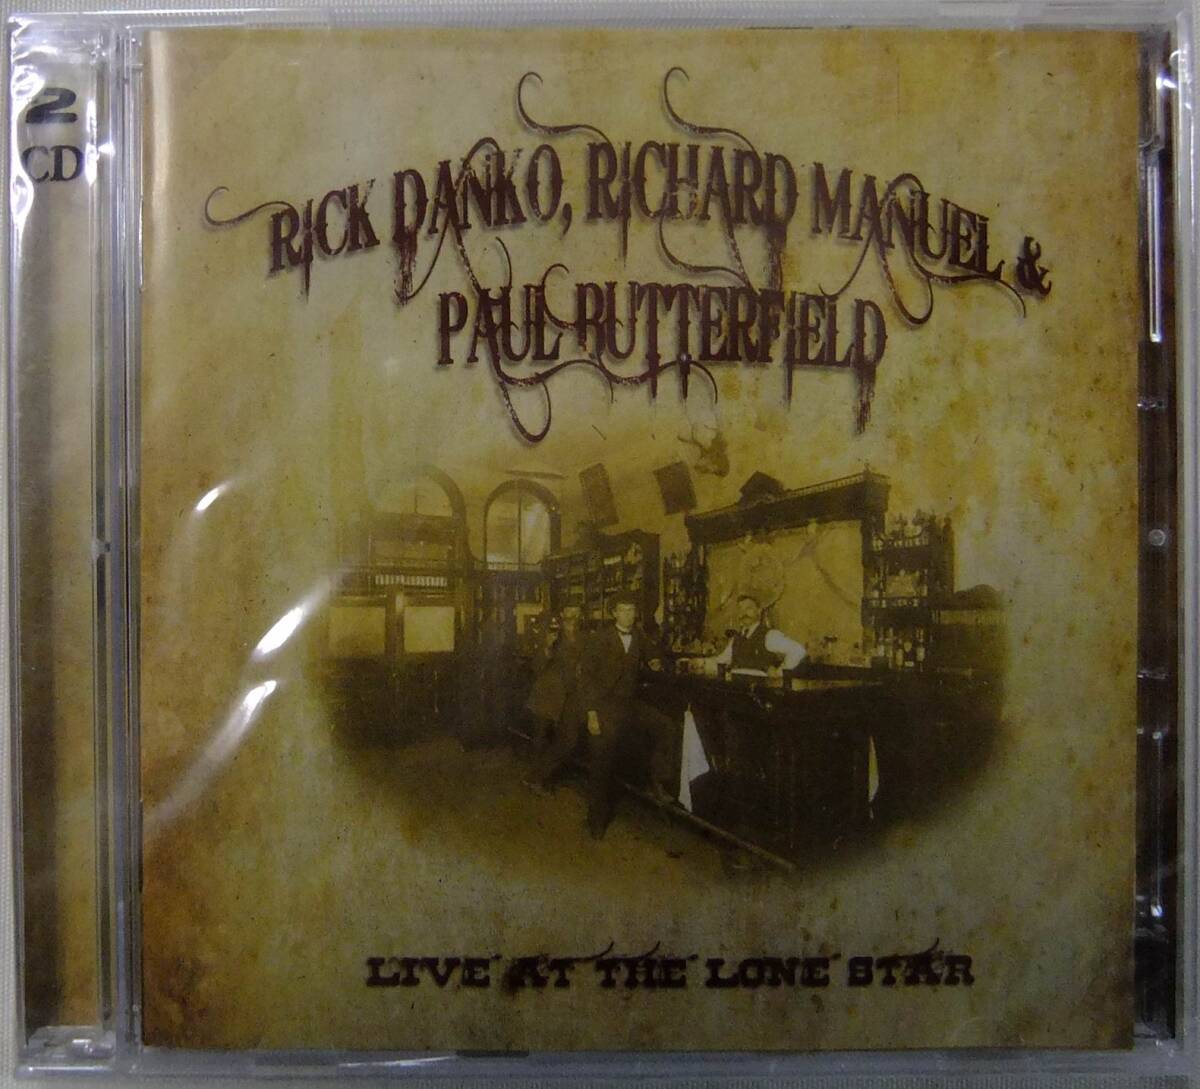 2
CD
RICK DANKO, RICHARD MANUEL &
PAUL BUTTERFIELD
LIVE AT THE LONE STAR